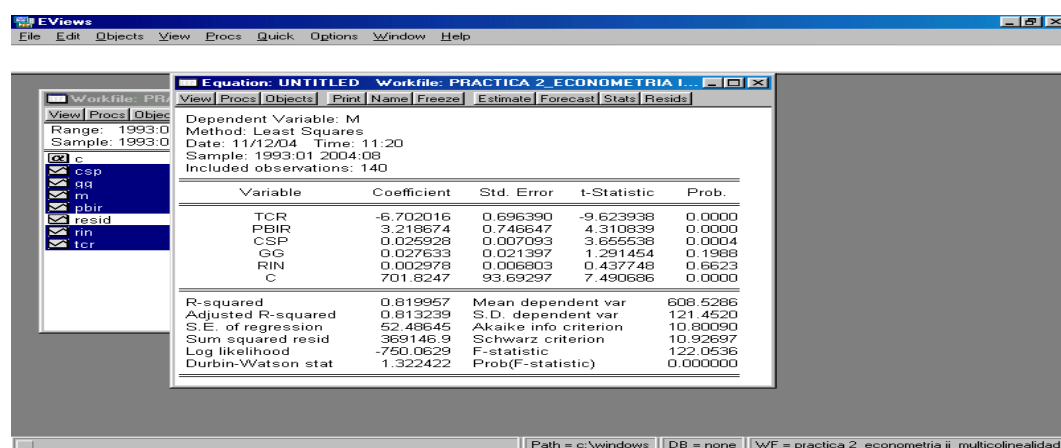 EViews
File Edit Objects View Procs Quick Options Window Help
Workfile: PRA
View Procs Objec
Range: 1993:0
Sample: 1993:0
c
csp
gg
m
pbir
resid
rin
tcr
Equation: UNTITLED Workfile: PRACTICA 2_ECONOMETRIA I...
View Procs Objects Print Name Freeze Estimate Forecast Stats Resids
Dependent Variable: M
Method: Least Squares
Date: 11/12/04 Time: 11:20
Sample: 1993:01 2004:08
Included observations: 140
Variable Coefficient Std. Error t-Statistic Prob.
TCR -6.702016 0.696390 -9.623938 0.0000
PBIR 3.218674 0.746647 4.310839 0.0000
CSP 0.025928 0.007093 3.655538 0.0004
GG 0.027633 0.021397 1.291454 0.1988
RIN 0.002978 0.006803 0.437748 0.6623
C 701.8247 93.69297 7.490686 0.0000
R-squared 0.819957 Mean dependent var 608.5286
Adjusted R-squared 0.813239 S.D. dependent var 121.4520
S.E. of regression 52.48645 Akaike info criterion 10.80090
Sum squared resid 369146.9 Schwarz criterion 10.92697
Log likelihood -750.0629 F-statistic 122.0536
Durbin-Watson stat 1.322422 Prob(F-statistic) 0.000000
Path = c:\windows DB = none WF = practica 2_econometria ii_multicolinealidad